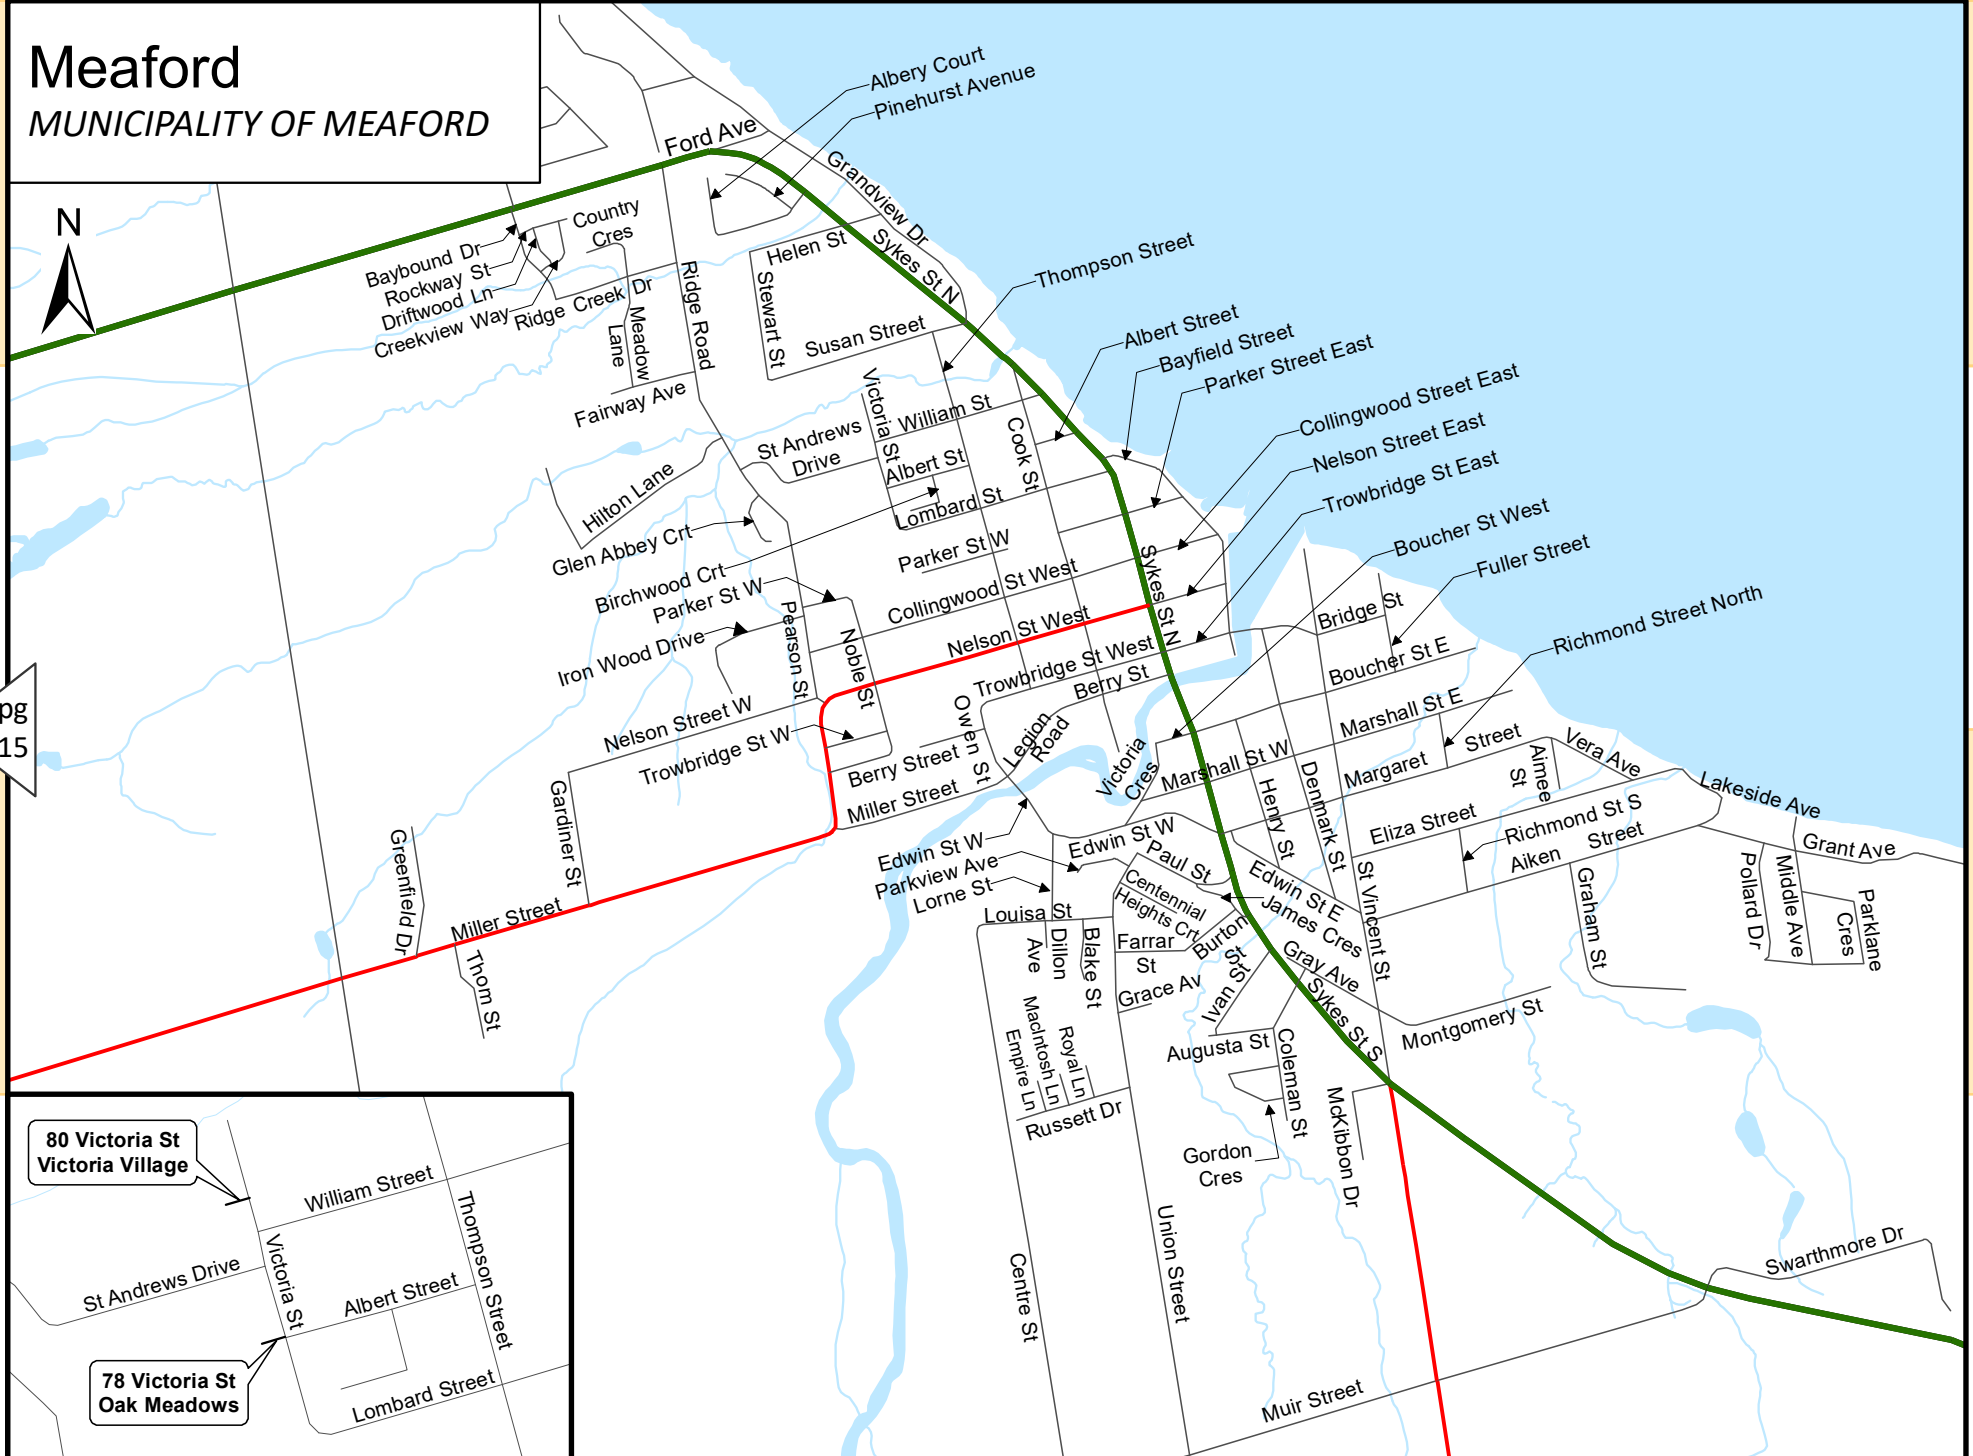 Meaford
MUNICIPALITY OF MEAFORD
N
pg
15
Albery Court
Pinehurst Avenue
Ford Ave
Grandview Dr
Country
Cres
Baybound Dr
Rockway St
Driftwood Ln
Creekview Way
Ridge Creek Dr
Meadow
Lane
Ridge Road
Helen St
Stewart St
Sykes St N
Susan Street
Thompson Street
Albert Street
Bayfield Street
Parker Street East
Collingwood Street East
Nelson Street East
Trowbridge St East
Boucher St West
Fuller Street
Richmond Street North
Fairway Ave
Victoria St
William St
St Andrews
Drive
Albert St
Cook St
Lombard St
Hilton Lane
Glen Abbey Crt
Birchwood Crt
Parker St W
Parker St W
Iron Wood Drive
Collingwood St West
Pearson St
Noble St
Nelson St West
Sykes St N
Trowbridge St West
Berry St
Nelson Street W
Trowbridge St W
Owen St
Legion
Road
Berry Street
Miller Street
Victoria
Cres
Bridge St
Boucher St E
Marshall St E
Marshall St W
Margaret
Street
Aimee
St
Vera Ave
Lakeside Ave
Henry St
Denmark St
Eliza Street
Richmond St S
Aiken
Street
Grant Ave
Gardiner St
Greenfield Dr
Miller Street
Thom St
Edwin St W
Parkview Ave
Lorne St
Edwin St W
Paul St
Edwin St E
St Vincent St
Centennial
Heights Crt
James Cres
Louisa St
Dillon
Ave
Blake St
Farrar
St
Burton
St
Grace Av
Ivan St
Gray Ave
Sykes St S
Montgomery St
Graham St
Pollard Dr
Middle Ave
Parklane
Cres
Empire Ln
MacIntosh Ln
Royal Ln
Russett Dr
Augusta St
Coleman St
Gordon
Cres
McKibbon Dr
Centre St
Union Street
Muir Street
Swarthmore Dr
80 Victoria St
Victoria Village
William Street
Thompson Street
St Andrews Drive
Victoria St
Albert Street
78 Victoria St
Oak Meadows
Lombard Street